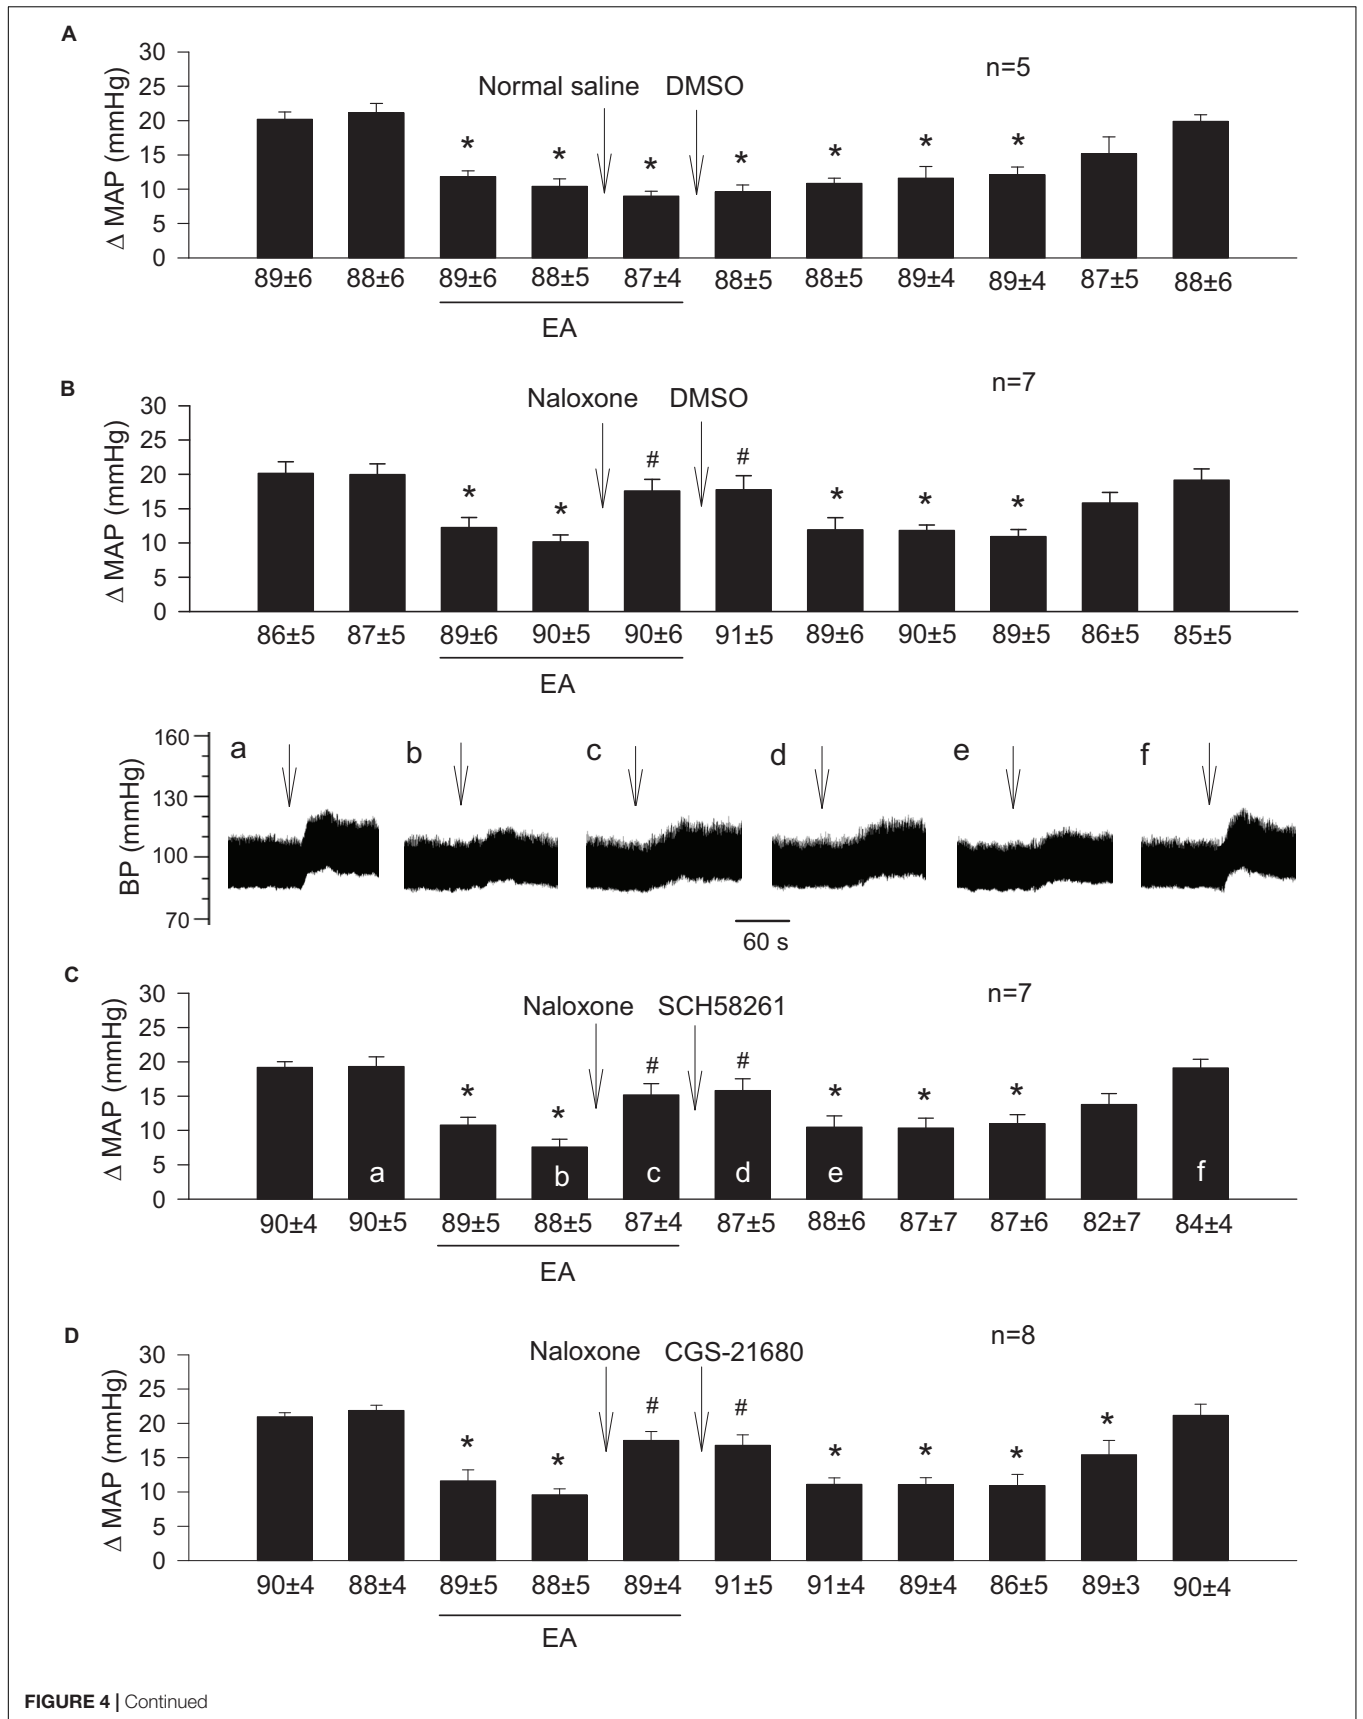 A
30
25
20
15
10
5
0
Δ MAP (mmHg)
n=5
Normal saline DMSO
* * * * * * *
89±6 88±6 89±6 88±5 87±4 88±5 88±5 89±4 89±4 87±5 88±6
EA
B
30
25
20
15
10
5
0
Δ MAP (mmHg)
n=7
Naloxone DMSO
* * # # * * *
86±5 87±5 89±6 90±5 90±6 91±5 89±6 90±5 89±5 86±5 85±5
EA
160
130
100
70
BP (mmHg)
a b c d e f
60 s
C
30
25
20
15
10
5
0
Δ MAP (mmHg)
n=7
Naloxone SCH58261
* * # # * * *
a b c d e f
90±4 90±5 89±5 88±5 87±4 87±5 88±6 87±7 87±6 82±7 84±4
EA
D
30
25
20
15
10
5
0
Δ MAP (mmHg)
n=8
Naloxone CGS-21680
* * # # * * * *
90±4 88±4 89±5 88±5 89±4 91±5 91±4 89±4 86±5 89±3 90±4
EA
FIGURE 4 | Continued